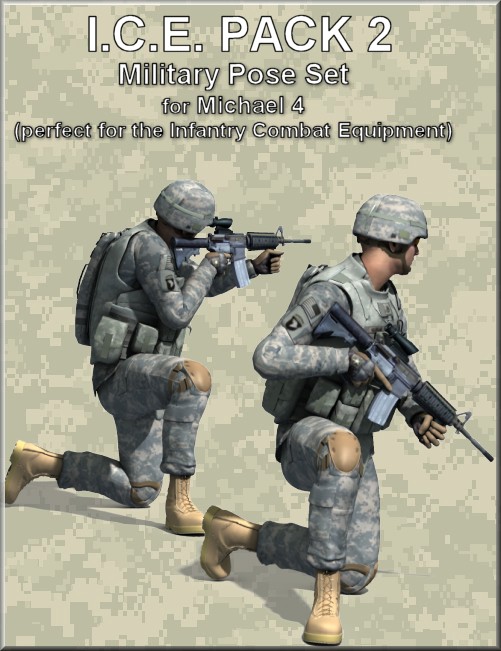 I.C.E. PACK 2
Military Pose Set
for Michael 4
(perfect for the Infantry Combat Equipment)